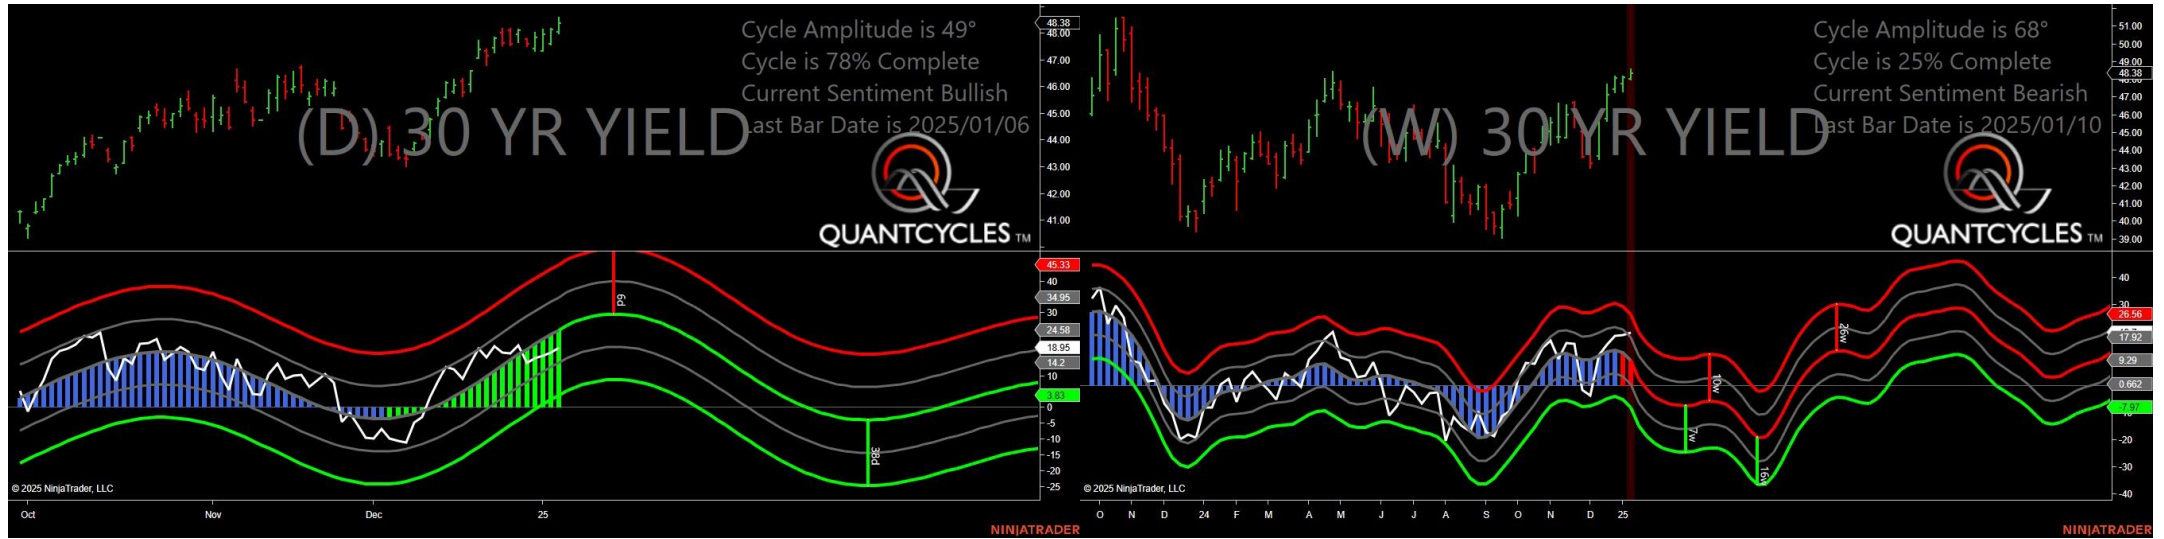 Cycle Amplitude is 49°
Cycle is 78% Complete
Current Sentiment Bullish
Last Bar Date is 2025/01/06
(D) 30 YR YIELD
QUANTCYCLES TM
48.38
48.00
47.00
46.00
45.00
44.00
43.00
42.00
41.00
45.33
40
34.95
30
24.58
18.95
14.2
10
3.83
0
-5
-10
-15
-20
-25
6d
38d
© 2025 NinjaTrader, LLC
Oct Nov Dec 25
NINJATRADER
Cycle Amplitude is 68°
Cycle is 25% Complete
Current Sentiment Bearish
Last Bar Date is 2025/01/10
(W) 30 YR YIELD
QUANTCYCLES TM
51.00
50.00
49.00
48.38
47.00
46.00
45.00
44.00
43.00
42.00
41.00
40.00
39.00
40
30
26.56
17.92
9.29
0.662
-7.97
-20
-30
-40
10w
7w
16w
26w
© 2025 NinjaTrader, LLC
O N D 24 F M A M J J A S O N D 25
NINJATRADER